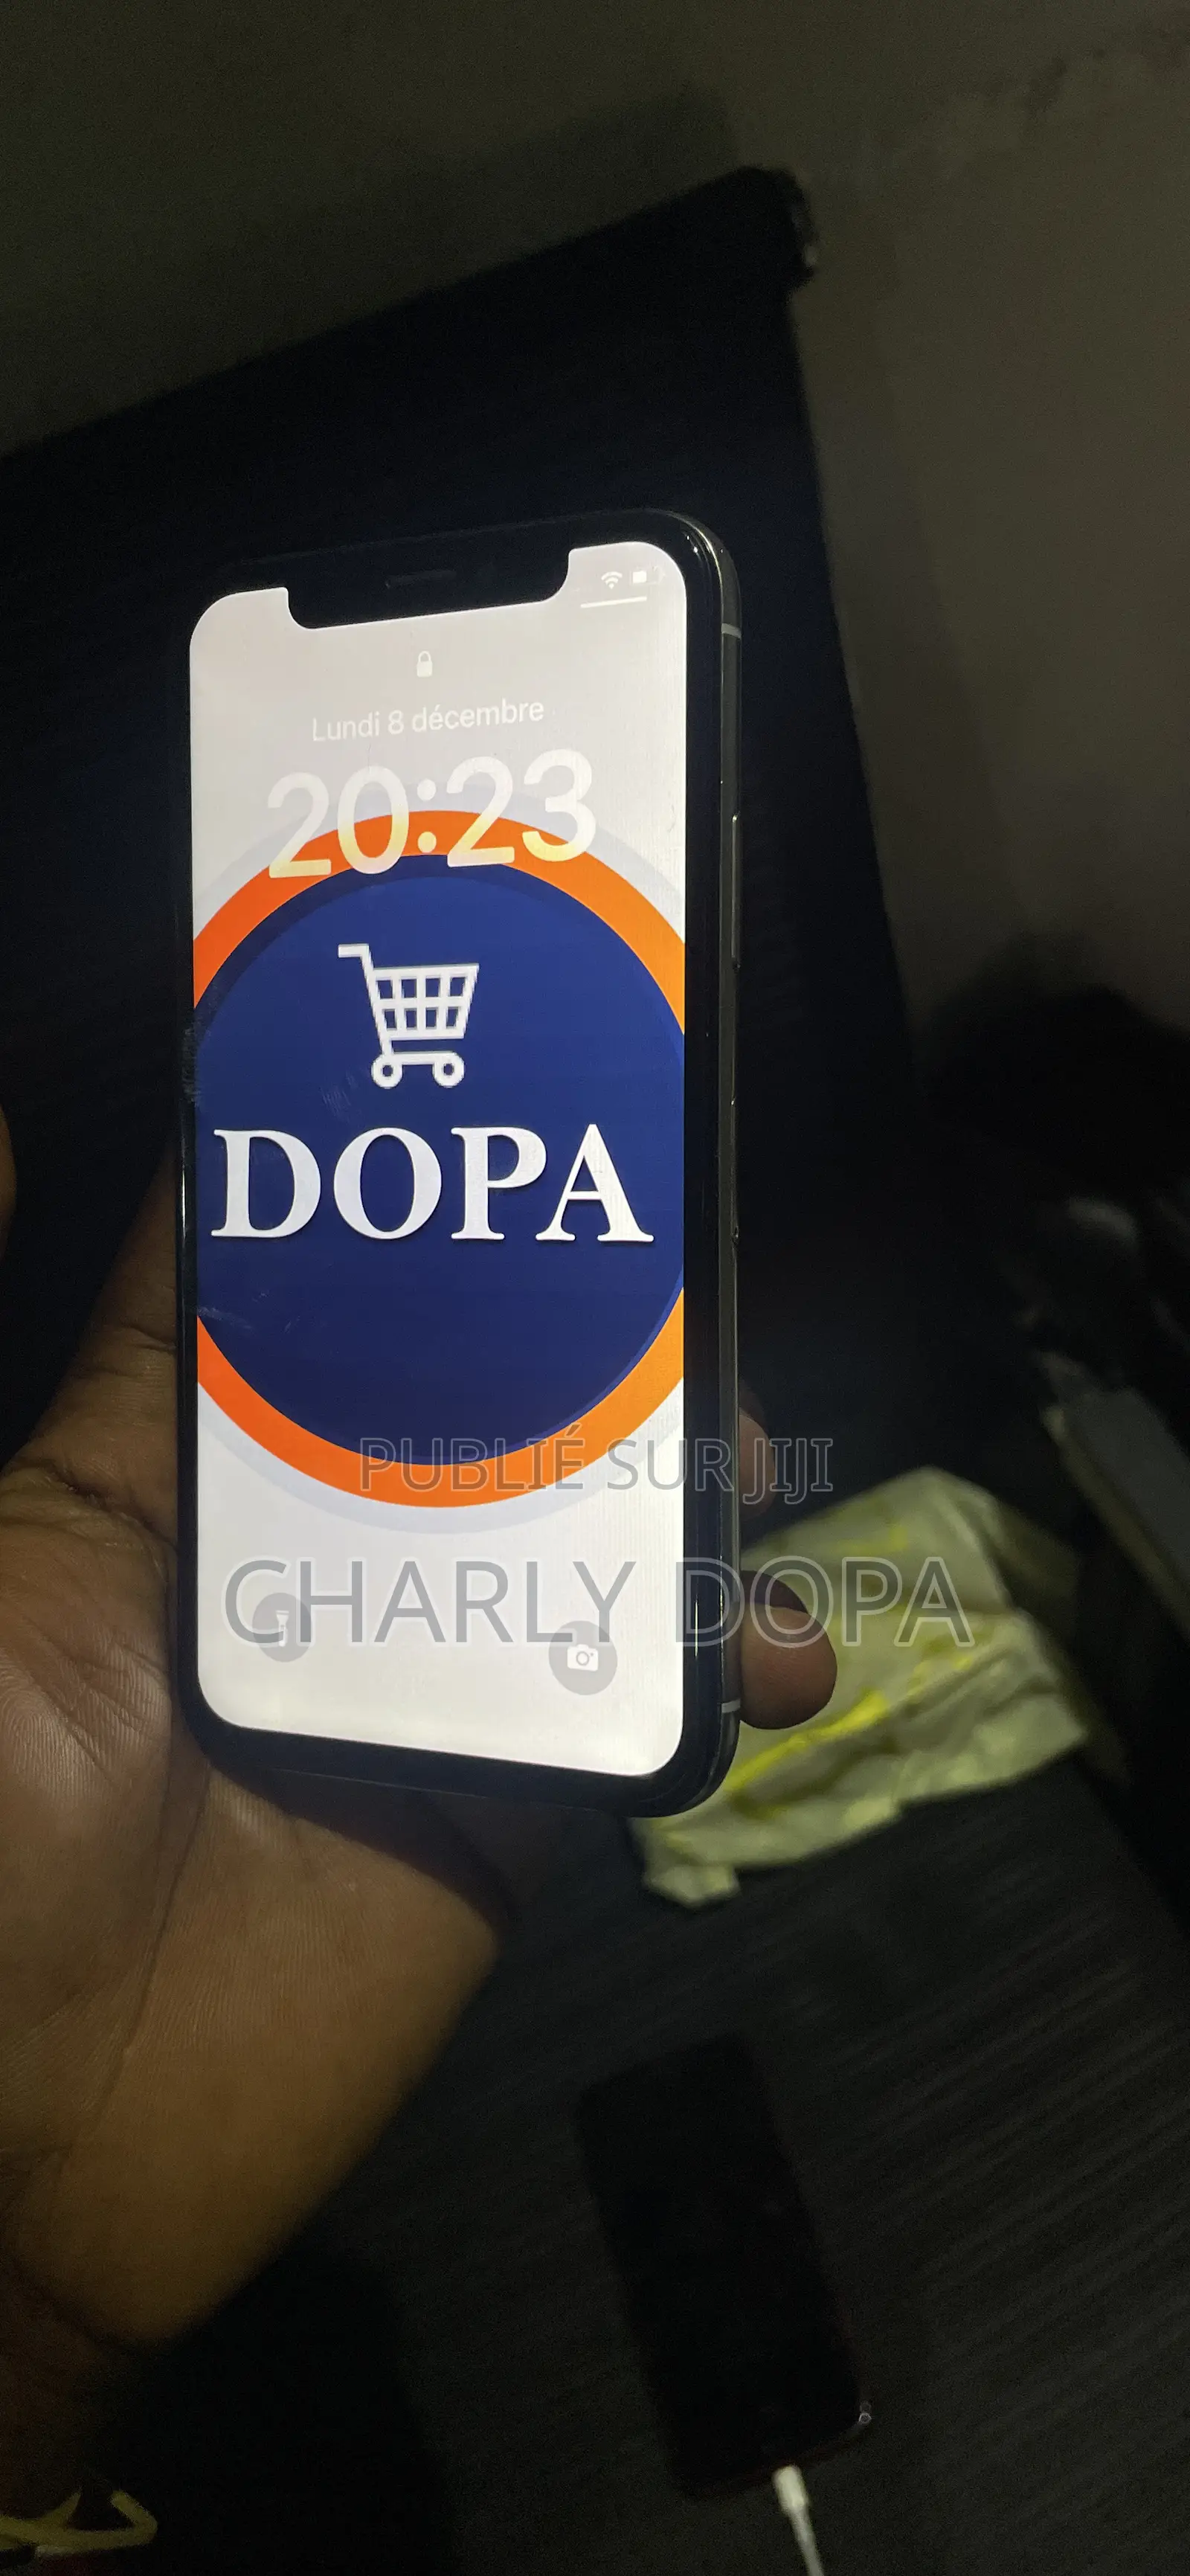 Lundi 8 décembre
20:23
DOPA
PUBLIÉ SUR JIJI
CHARLY DOPA